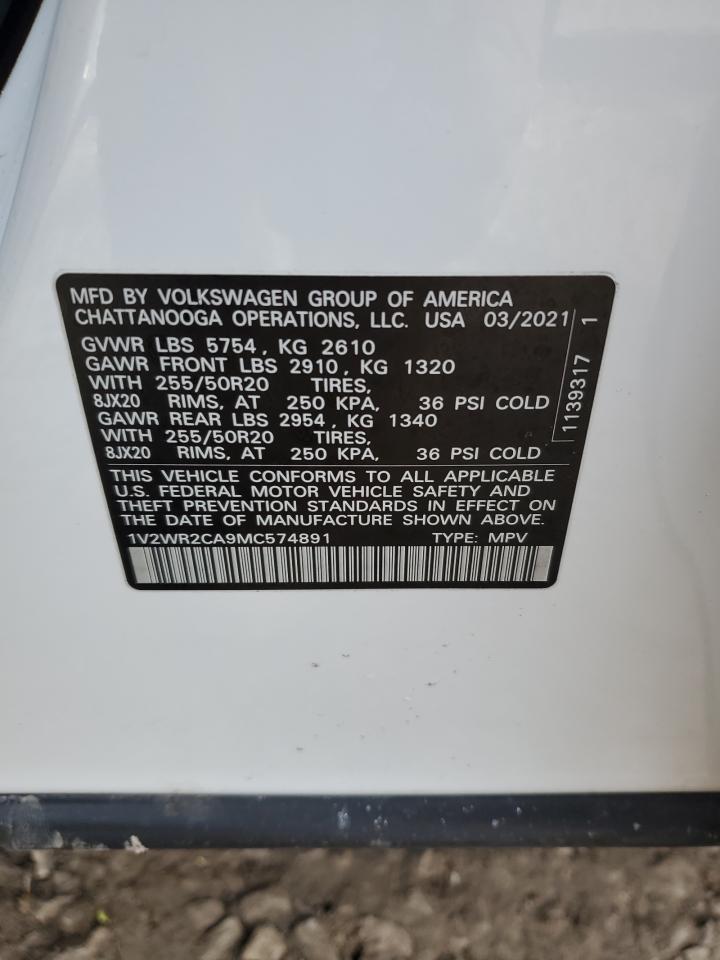 MFD BY VOLKSWAGEN GROUP OF AMERICA
CHATTANOOGA OPERATIONS, LLC. USA 03/2021
GVWR LBS 5754, KG 2610
GAWR FRONT LBS 2910, KG 1320
WITH 255/50R20 TIRES,
8JX20 RIMS, AT 250 KPA, 36 PSI COLD
GAWR REAR LBS 2954, KG 1340
WITH 255/50R20 TIRES,
8JX20 RIMS, AT 250 KPA, 36 PSI COLD
THIS VEHICLE CONFORMS TO ALL APPLICABLE
U.S. FEDERAL MOTOR VEHICLE SAFETY AND
THEFT PREVENTION STANDARDS IN EFFECT ON
THE DATE OF MANUFACTURE SHOWN ABOVE.
1V2WR2CA9MC574891 TYPE: MPV
1139317 1